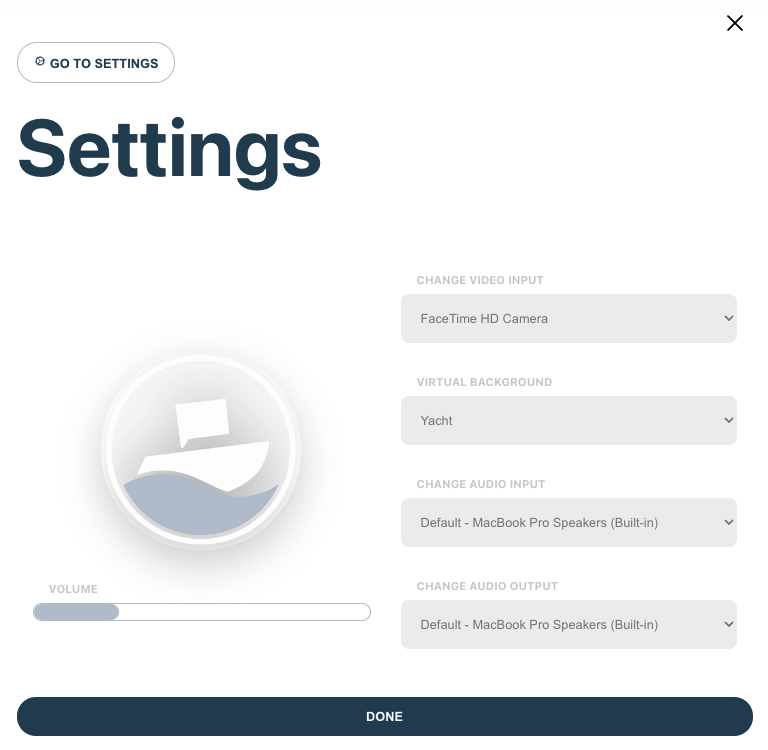 GO TO SETTINGS
Settings
CHANGE VIDEO INPUT
FaceTime HD Camera
VIRTUAL BACKGROUND
Yacht
CHANGE AUDIO INPUT
Default - MacBook Pro Speakers (Built-in)
VOLUME
CHANGE AUDIO OUTPUT
Default - MacBook Pro Speakers (Built-in)
DONE